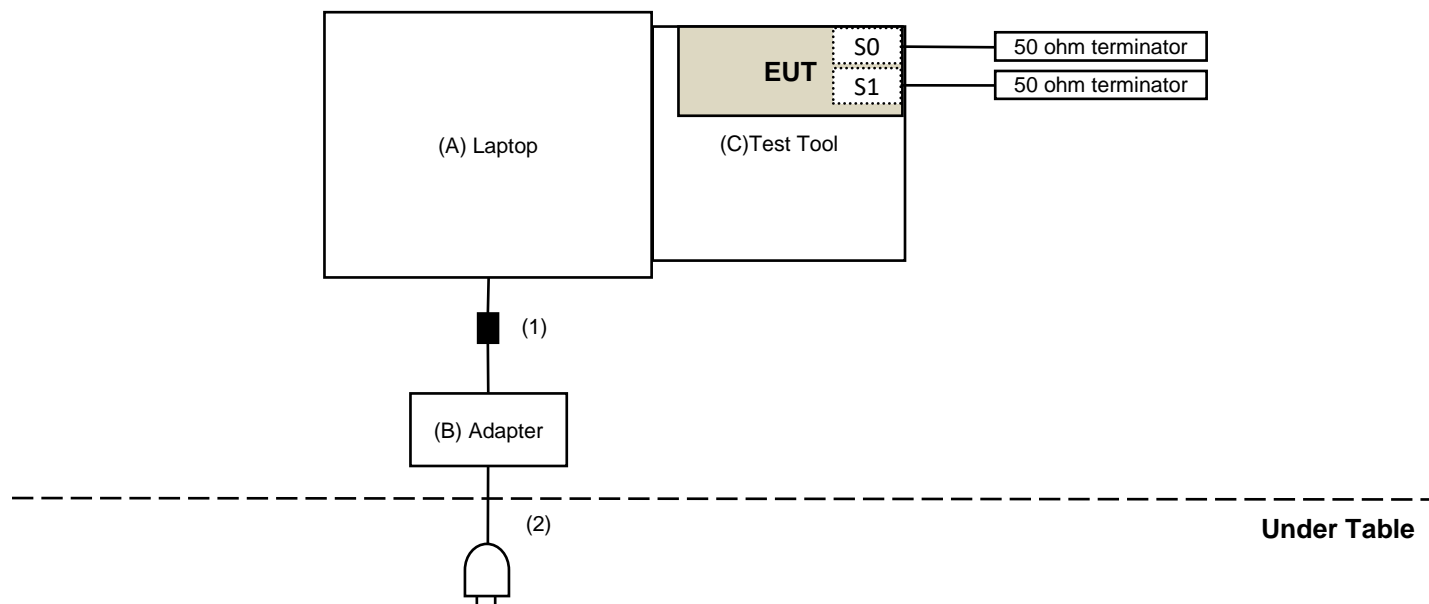 S0
50 ohm terminator
EUT
S1
50 ohm terminator
(A) Laptop
(C)Test Tool
(1)
(B) Adapter
(2)
Under Table